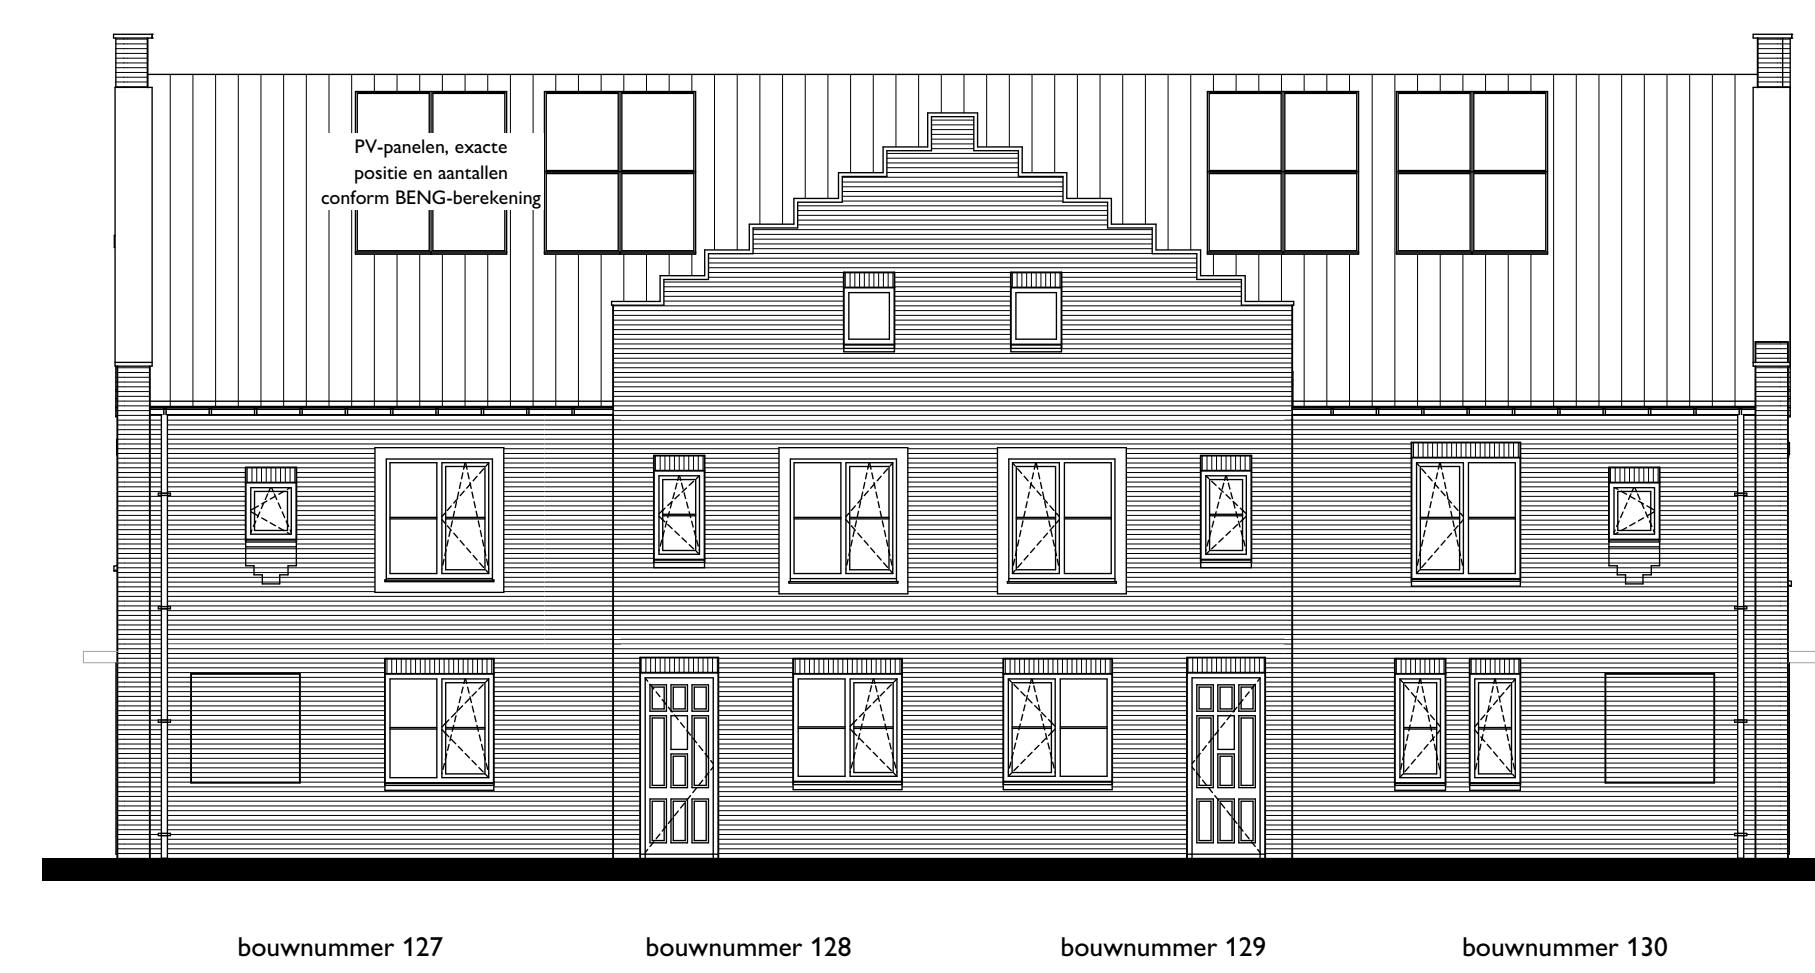 PV-panelen, exacte
positie en aantallen
conform BENG-berekening
bouwnummer 127
bouwnummer 128
bouwnummer 129
bouwnummer 130